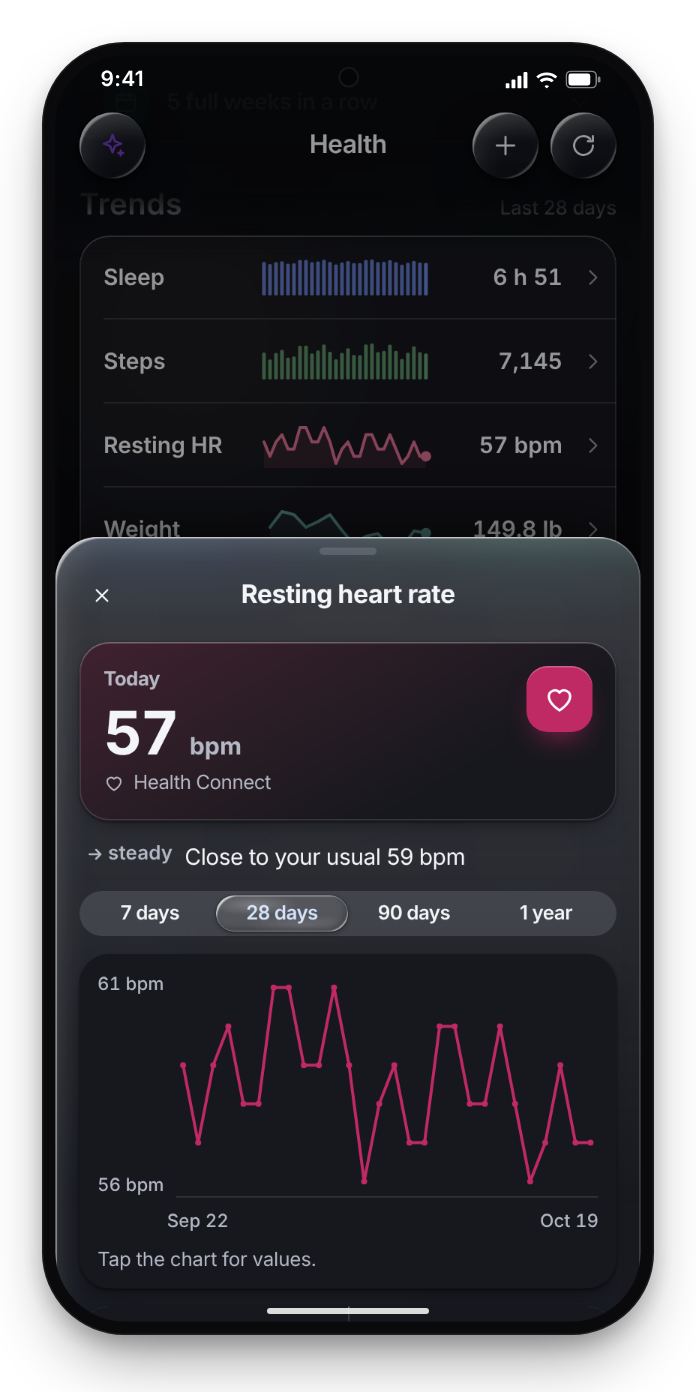 9:41
5 full weeks in a row
Health
Trends
Last 28 days
Sleep
6 h 51
Steps
7,145
Resting HR
57 bpm
Weight
149.8 lb
Resting heart rate
Today
57 bpm
Health Connect
→ steady Close to your usual 59 bpm
7 days 28 days 90 days 1 year
61 bpm
56 bpm
Sep 22 Oct 19
Tap the chart for values.